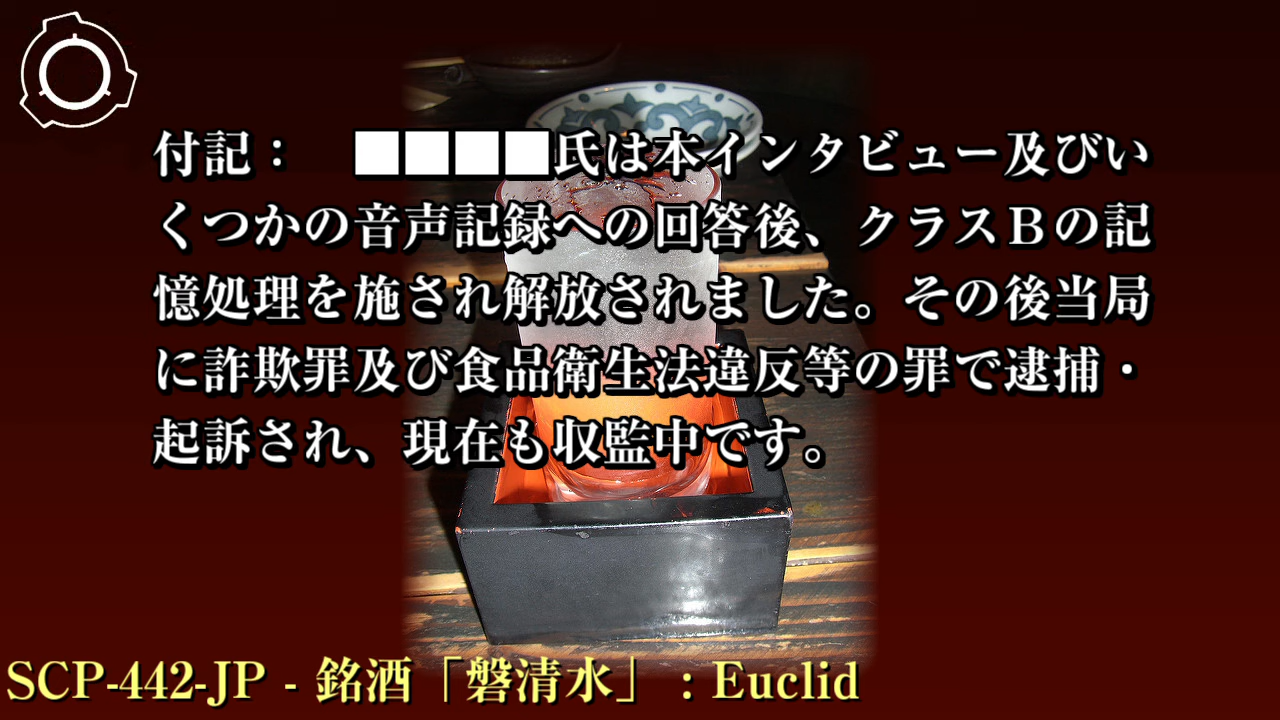 付記：　■■■■氏は本インタビュー及びい
くつかの音声記録への回答後、クラスＢの記
憶処理を施され解放されました。その後当局
に詐欺罪及び食品衛生法違反等の罪で逮捕・
起訴され、現在も収監中です。
SCP-442-JP - 銘酒「磐清水」 : Euclid